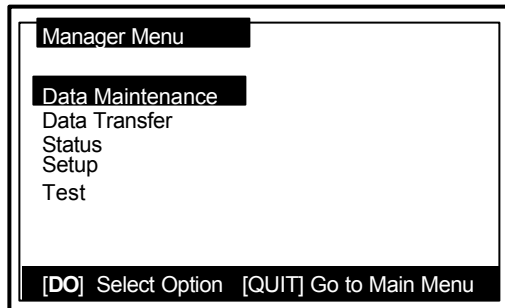 Manager Menu
Data Maintenance
Data Transfer
Status
Setup
Test
[DO] Select Option [QUIT] Go to Main Menu